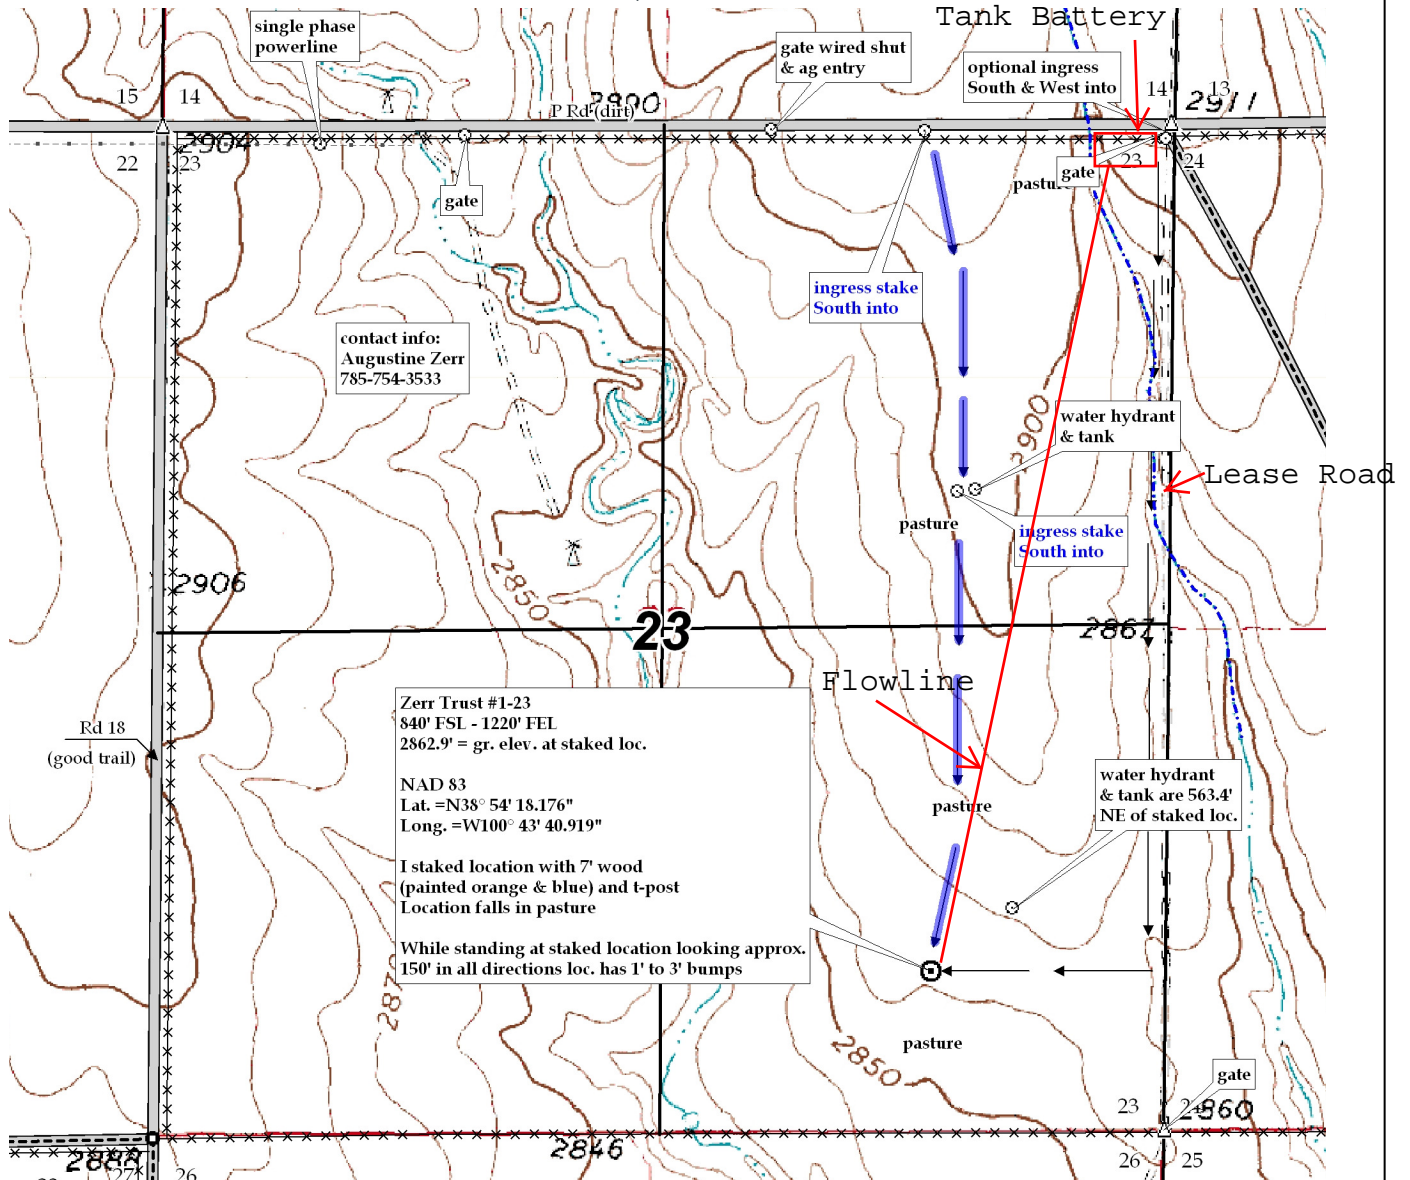 Tank Battery
single phase
powerline
gate wired shut
& ag entry
optional ingress
South & West into
15
14
14
13
2900
2911
P Rd (dirt)
2904
22
23
23
24
gate
pasture
gate
ingress stake
South into
contact info:
Augustine Zerr
785-754-3533
2900
water hydrant
& tank
Lease Road
pasture
ingress stake
South into
2906
2850
23
2861
Flowline
Zerr Trust #1-23
840' FSL - 1220' FEL
2862.9' = gr. elev. at staked loc.
NAD 83
Lat. =N38° 54' 18.176"
Long. =W100° 43' 40.919"
I staked location with 7' wood
(painted orange & blue) and t-post
Location falls in pasture
While standing at staked location looking approx.
150' in all directions loc. has 1' to 3' bumps
Rd 18
(good trail)
water hydrant
& tank are 563.4'
NE of staked loc.
pasture
pasture
2850
gate
23
2860
2846
2888
27
26
26
25